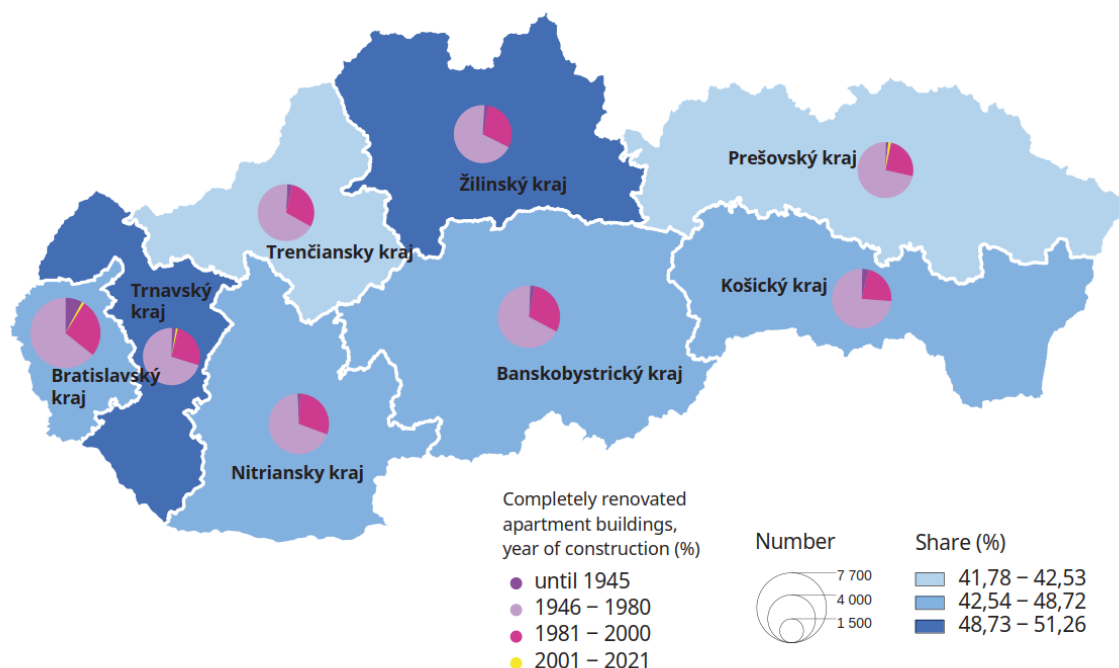 Žilinský kraj
Prešovský kraj
Trenčiansky kraj
Trnavský
kraj
Košický kraj
Bratislavský
kraj
Banskobystrický kraj
Nitriansky kraj
Completely renovated
apartment buildings,
year of construction (%)
until 1945
1946 – 1980
1981 – 2000
2001 – 2021
Number
7 700
4 000
1 500
Share (%)
41,78 – 42,53
42,54 – 48,72
48,73 – 51,26